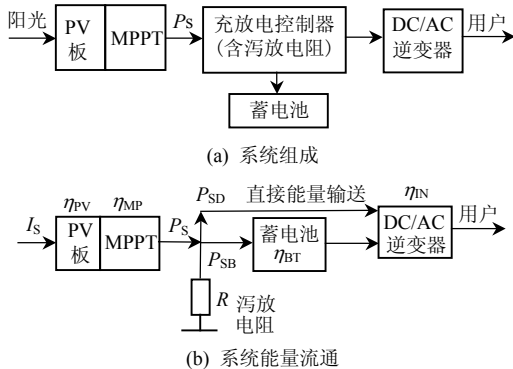 阳光
PV
板
MPPT
PS
充放电控制器
(含泻放电阻)
DC/AC
逆变器
用户
蓄电池
(a) 系统组成
ηPV
ηMP
PSD
直接能量输送
ηIN
IS
PV
板
MPPT
PS
PSB
蓄电池
ηBT
DC/AC
逆变器
用户
R 泻放
电阻
(b) 系统能量流通